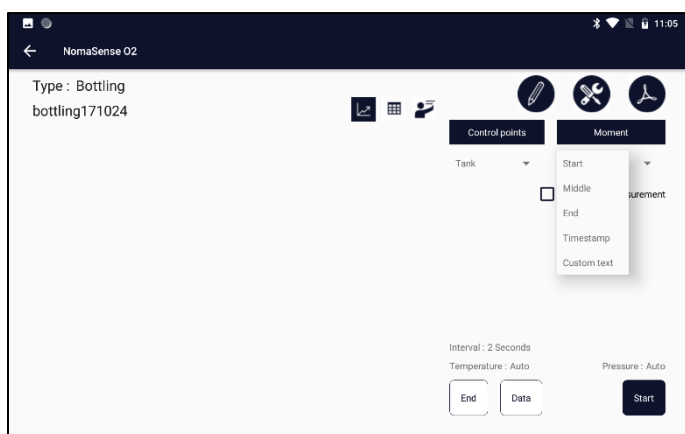 11:05
NomaSense O2
Type : Bottling
bottling171024
Control points
Moment
Tank
Start
Middle
End
Timestamp
Custom text
surement
Interval : 2 Seconds
Temperature : Auto
Pressure : Auto
End
Data
Start